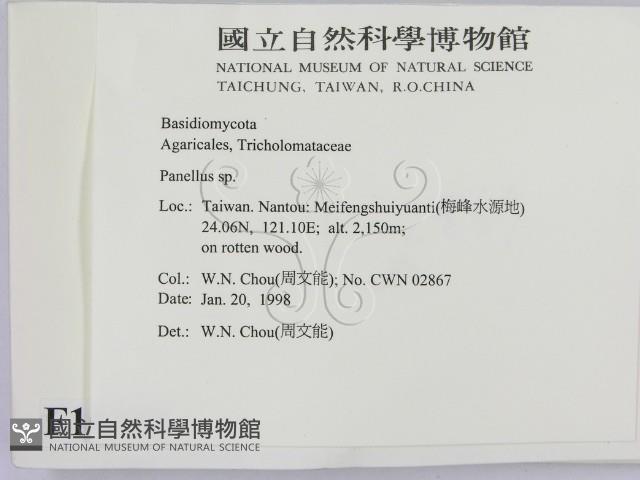 國立自然科學博物館
NATIONAL MUSEUM OF NATURAL SCIENCE
TAICHUNG, TAIWAN, R.O.CHINA
Basidiomycota
Agaricales, Tricholomataceae
Panellus sp.
Loc.: Taiwan. Nantou: Meifengshuiyuanti(梅峰水源地)
24.06N, 121.10E; alt. 2,150m;
on rotten wood.
Col.: W.N. Chou(周文能); No. CWN 02867
Date: Jan. 20, 1998
Det.: W.N. Chou(周文能)
國立自然科學博物館
NATIONAL MUSEUM OF NATURAL SCIENCE